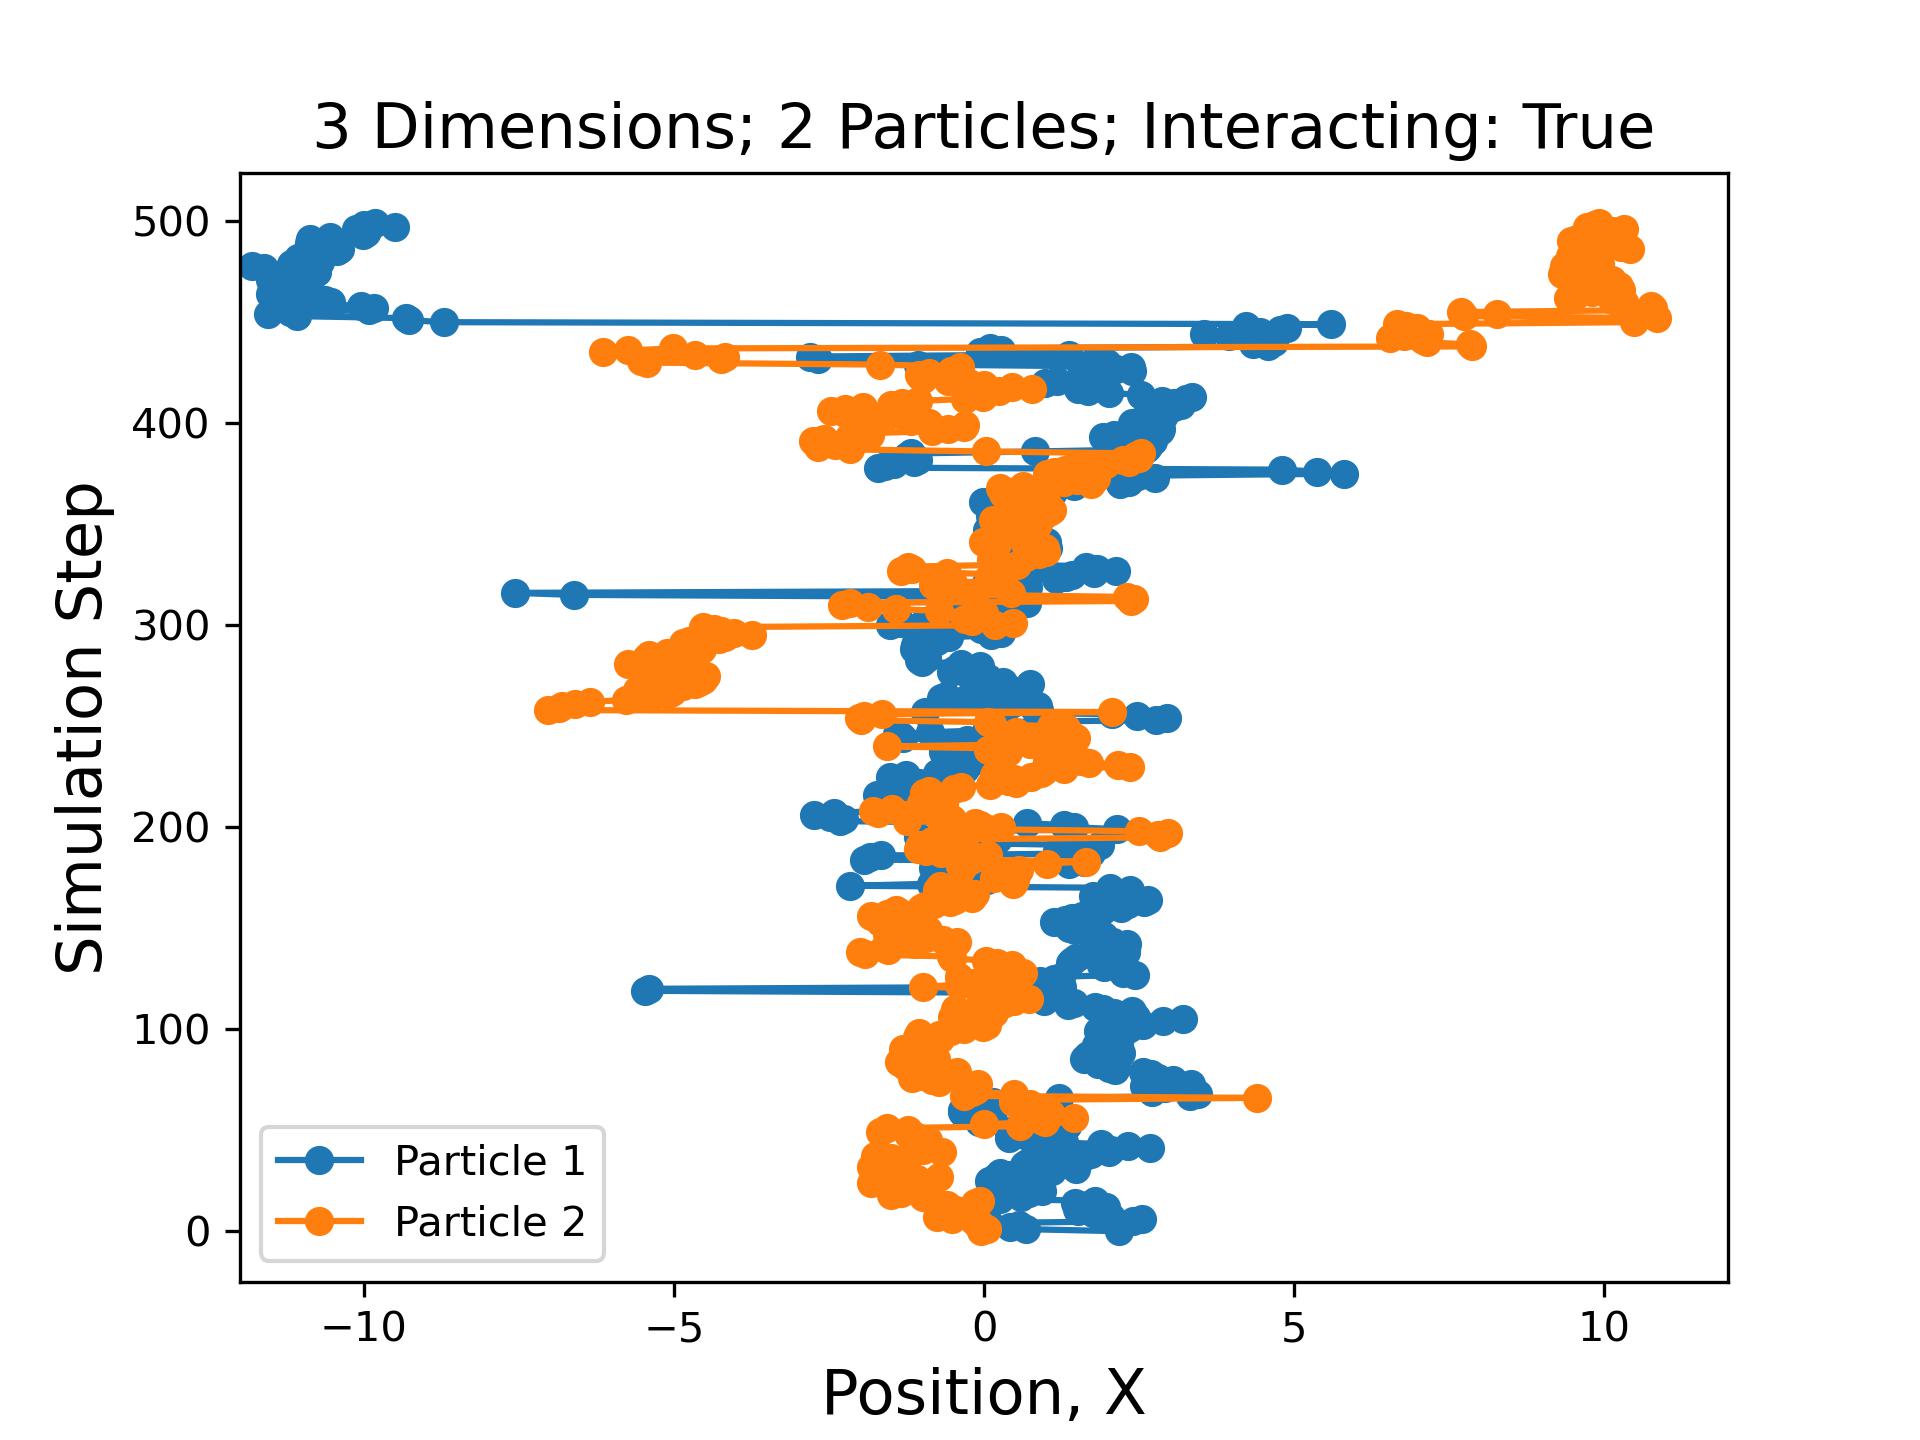 3 Dimensions; 2 Particles; Interacting: True
Simulation Step
500
400
300
200
100
0
Particle 1
Particle 2
−10
−5
0
5
10
Position, X